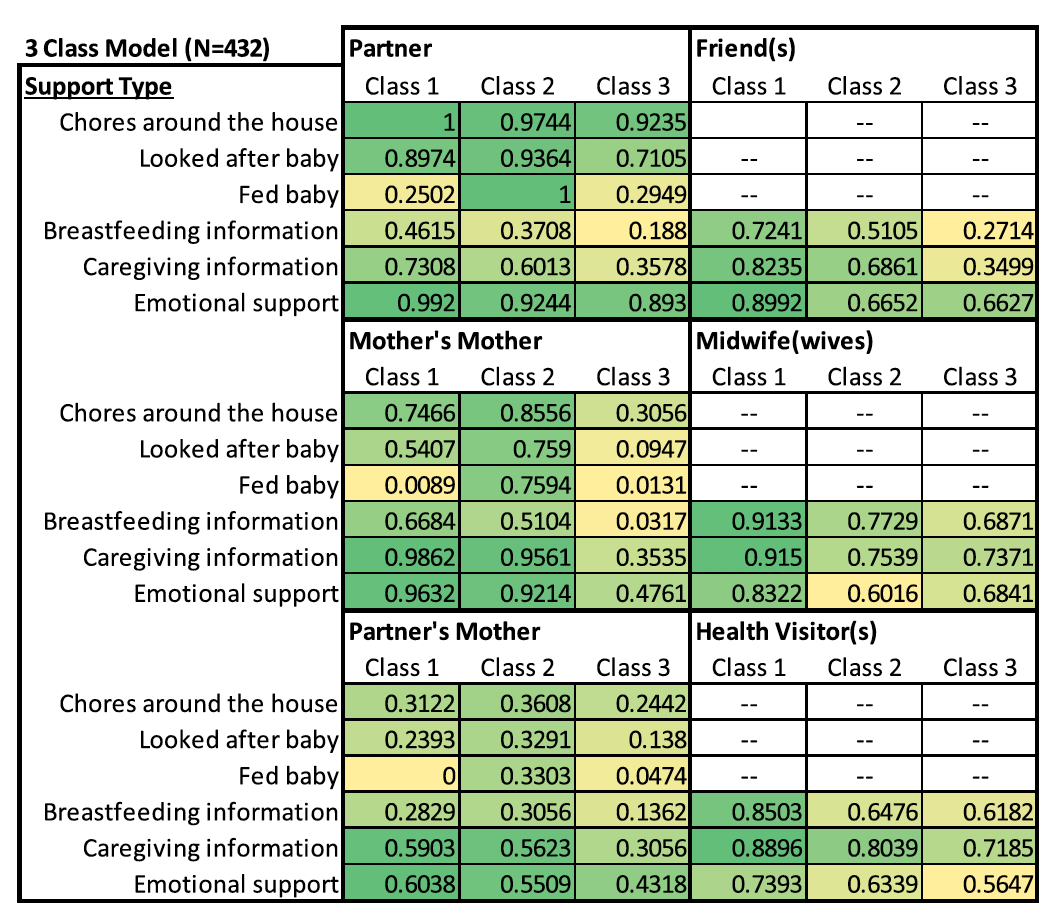 3 Class Model (N=432) Partner Friend(s)
Support Type Class 1 Class 2 Class 3 Class 1 Class 2 Class 3
Chores around the house 1 0.9744 0.9235 -- --
Looked after baby 0.8974 0.9364 0.7105 -- -- --
Fed baby 0.2502 1 0.2949 -- -- --
Breastfeeding information 0.4615 0.3708 0.188 0.7241 0.5105 0.2714
Caregiving information 0.7308 0.6013 0.3578 0.8235 0.6861 0.3499
Emotional support 0.992 0.9244 0.893 0.8992 0.6652 0.6627
Mother's Mother Midwife(wives)
Class 1 Class 2 Class 3 Class 1 Class 2 Class 3
Chores around the house 0.7466 0.8556 0.3056 -- -- --
Looked after baby 0.5407 0.759 0.0947 -- -- --
Fed baby 0.0089 0.7594 0.0131 -- -- --
Breastfeeding information 0.6684 0.5104 0.0317 0.9133 0.7729 0.6871
Caregiving information 0.9862 0.9561 0.3535 0.915 0.7539 0.7371
Emotional support 0.9632 0.9214 0.4761 0.8322 0.6016 0.6841
Partner's Mother Health Visitor(s)
Class 1 Class 2 Class 3 Class 1 Class 2 Class 3
Chores around the house 0.3122 0.3608 0.2442 -- -- --
Looked after baby 0.2393 0.3291 0.138 -- -- --
Fed baby 0 0.3303 0.0474 -- -- --
Breastfeeding information 0.2829 0.3056 0.1362 0.8503 0.6476 0.6182
Caregiving information 0.5903 0.5623 0.3056 0.8896 0.8039 0.7185
Emotional support 0.6038 0.5509 0.4318 0.7393 0.6339 0.5647